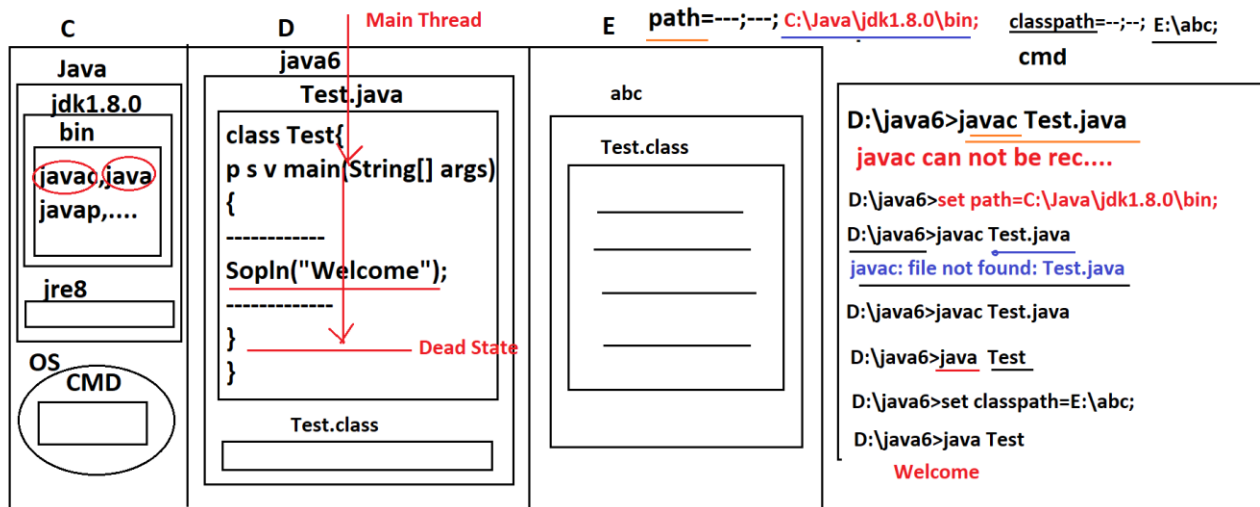 C
Java
jdk1.8.0
bin
javac,java
javap,....
jre8
OS
CMD
D
Main Thread
java6
Test.java
class Test{
p s v main(String[] args)
{
------------
Sopln("Welcome");
-------------
}
Dead State
}
Test.class
E
abc
Test.class
path=---;---; C:\Java\jdk1.8.0\bin;
classpath=--;--; E:\abc;
cmd
D:\java6>javac Test.java
javac can not be rec....
D:\java6>set path=C:\Java\jdk1.8.0\bin;
D:\java6>javac Test.java
javac: file not found: Test.java
D:\java6>javac Test.java
D:\java6>java Test
D:\java6>set classpath=E:\abc;
D:\java6>java Test
Welcome